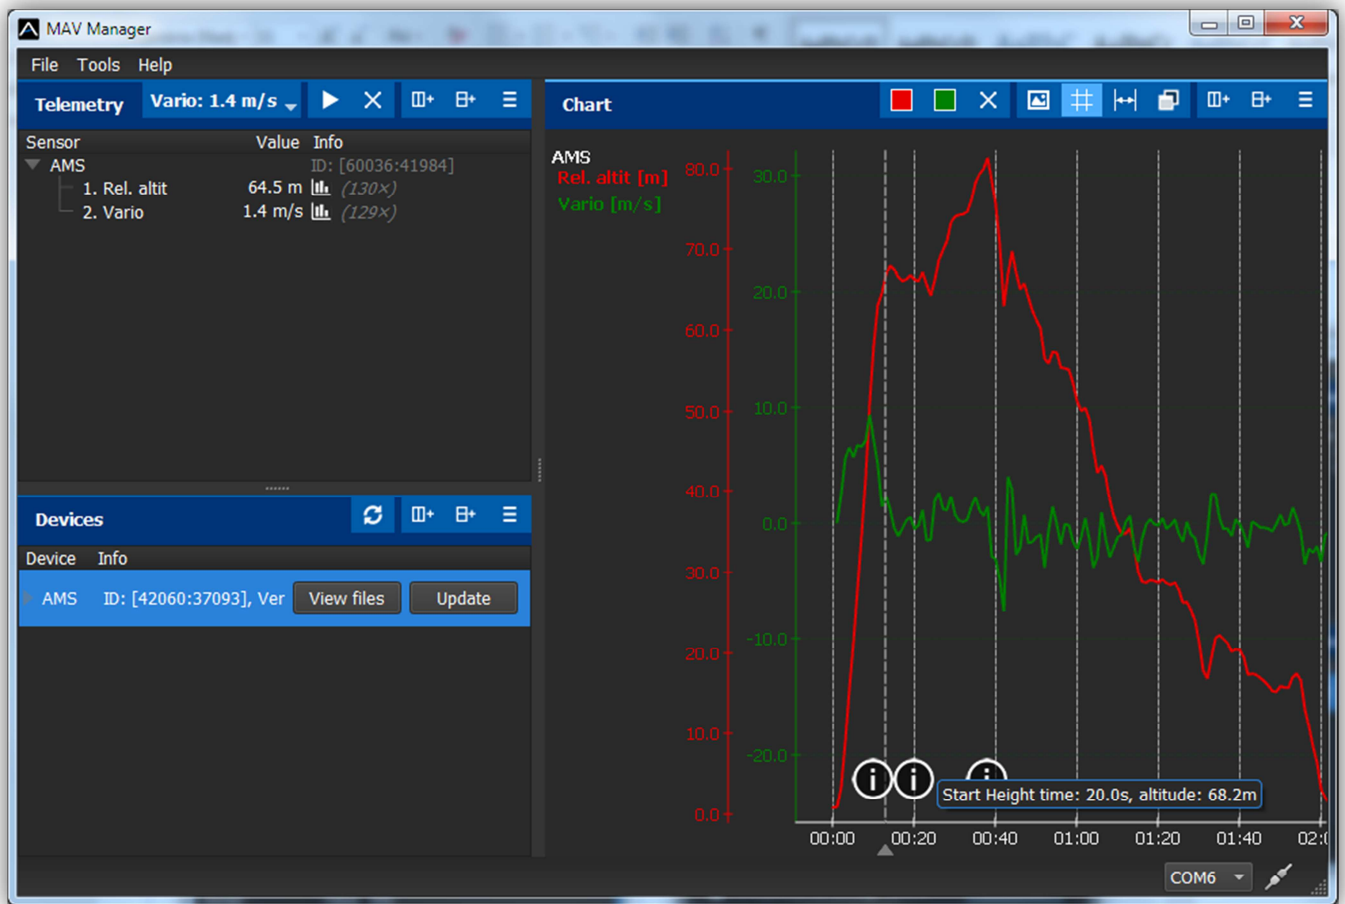 MAV Manager
File Tools Help
Telemetry Vario: 1.4 m/s
Sensor Value Info
AMS ID: [60036:41984]
1. Rel. altit 64.5 m (130×)
2. Vario 1.4 m/s (129×)
Devices
Device Info
AMS ID: [42060:37093], Ver View files Update
Chart
AMS
Rel. altit [m]
Vario [m/s]
80.0
70.0
60.0
50.0
40.0
30.0
20.0
10.0
0.0
30.0
20.0
10.0
0.0
-10.0
-20.0
Start Height time: 20.0s, altitude: 68.2m
00:00 00:20 00:40 01:00 01:20 01:40 02:0
COM6